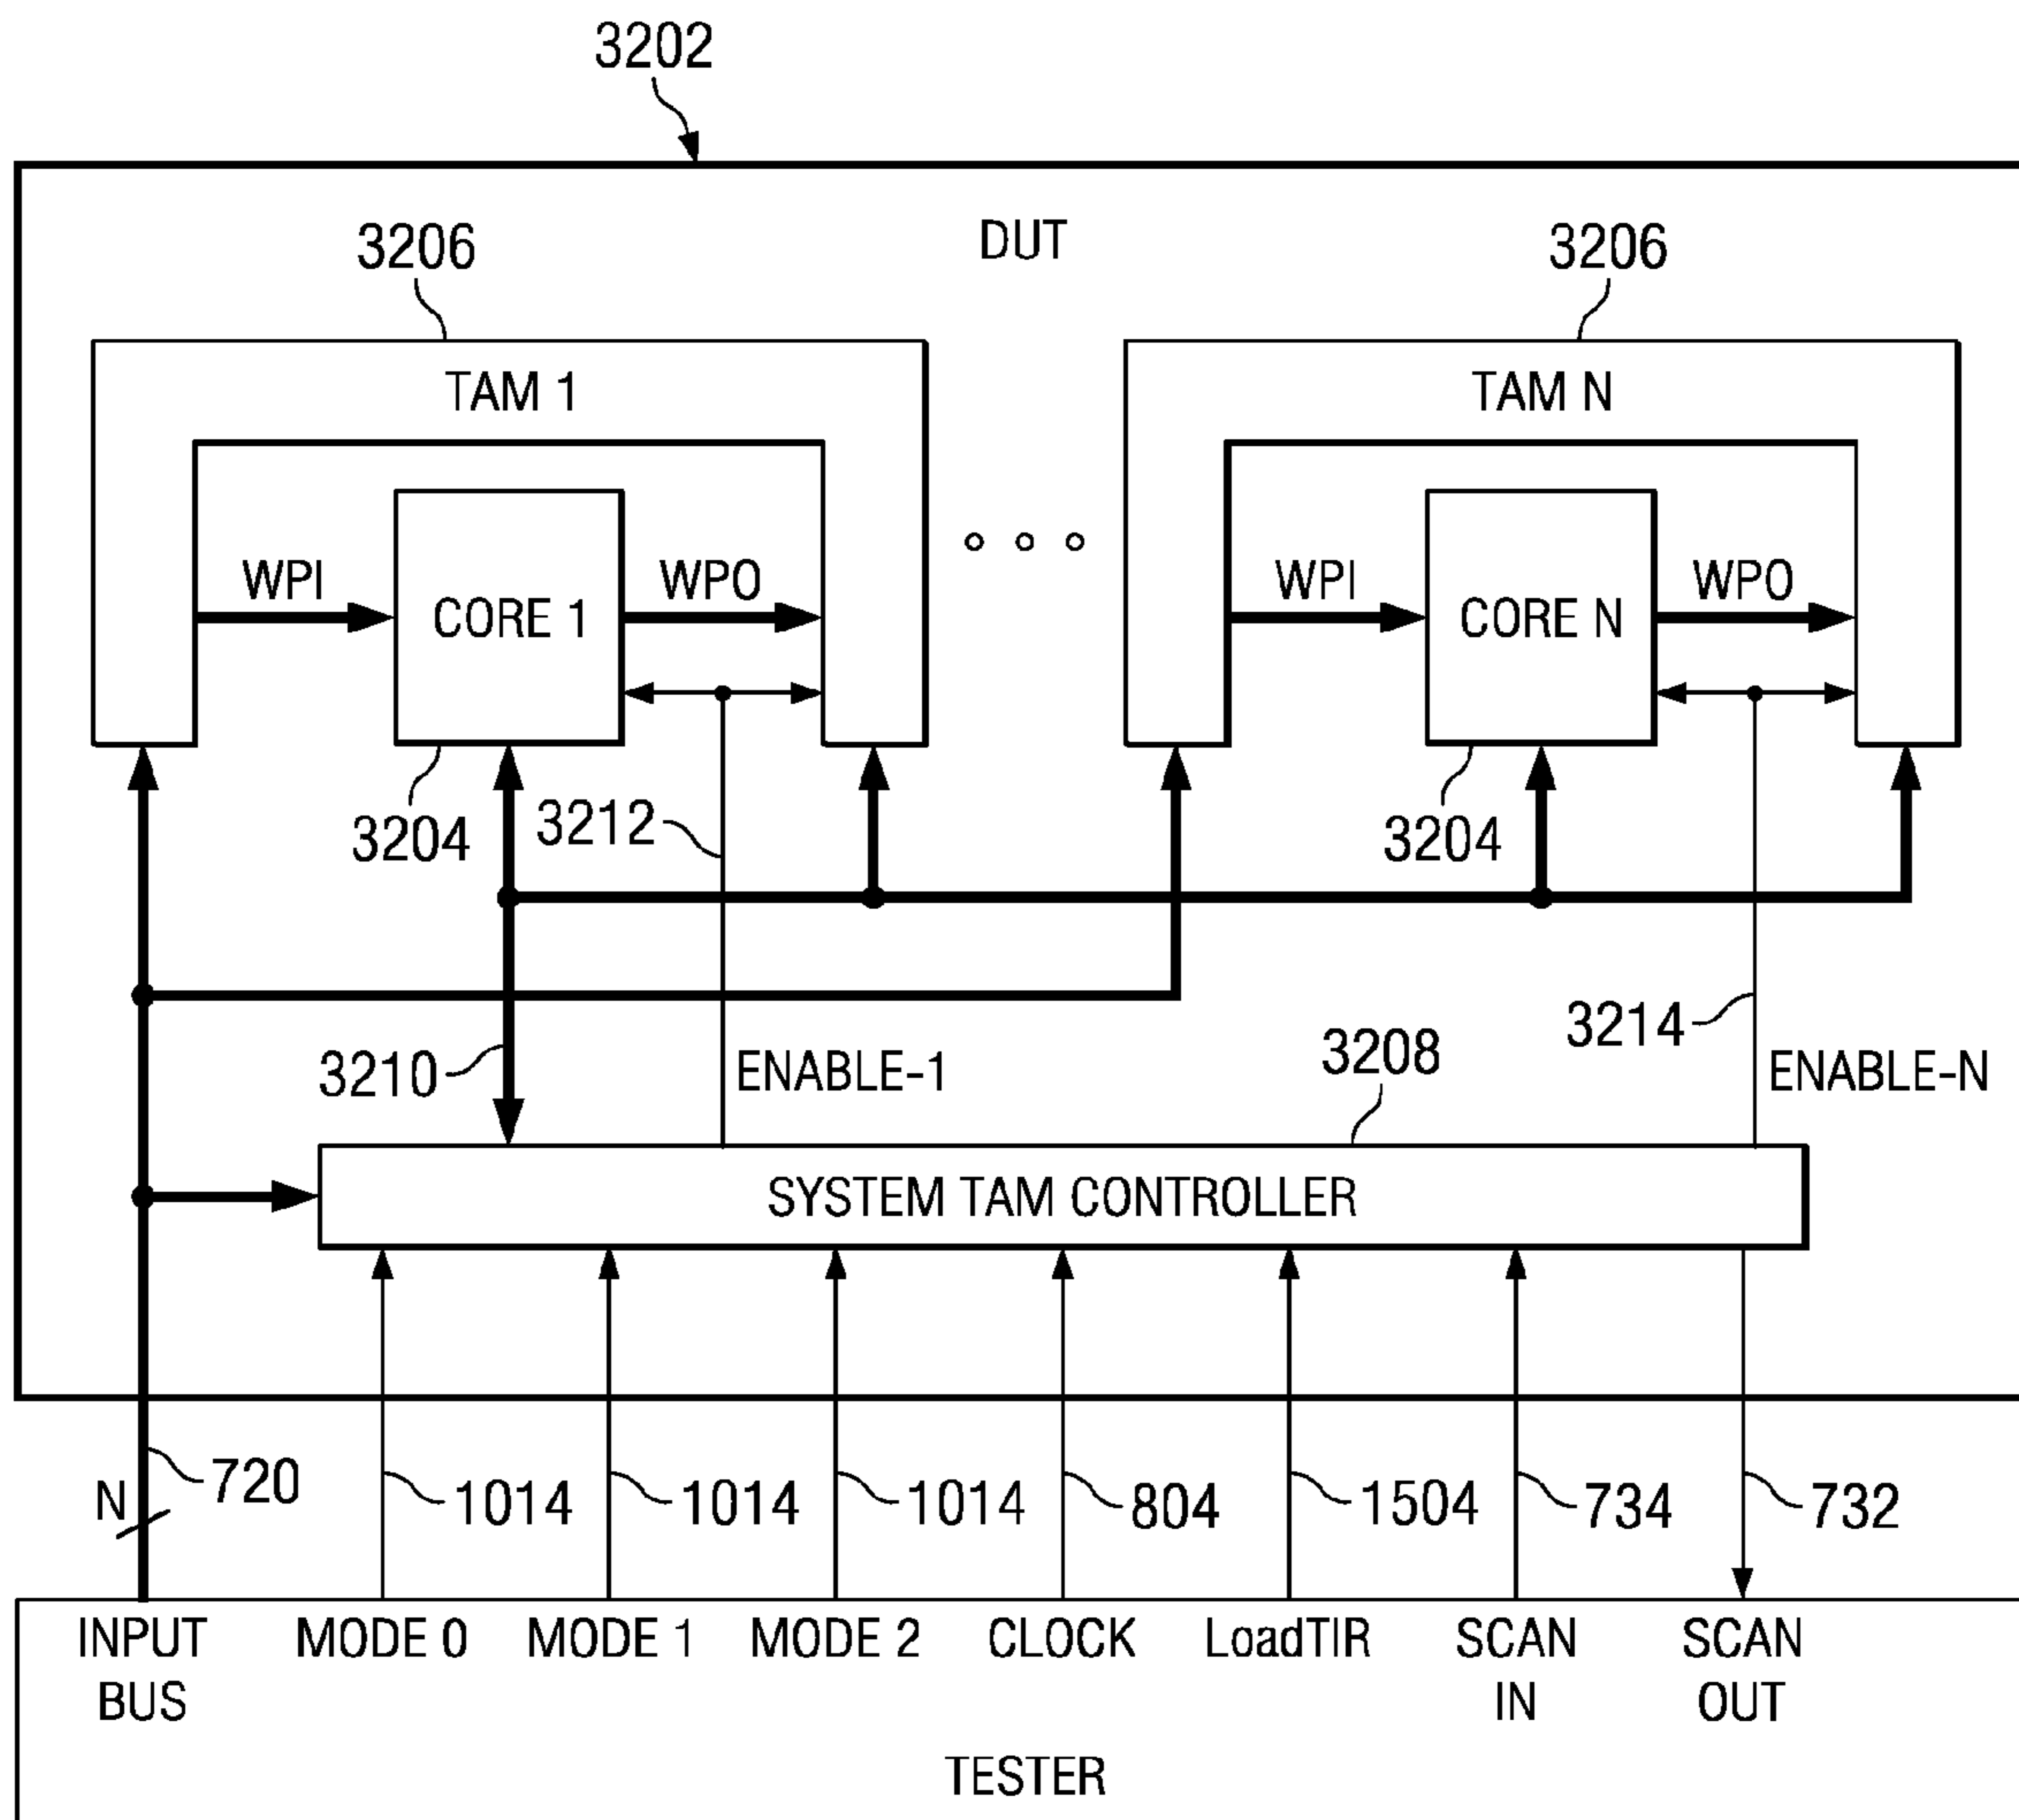 3202
DUT
3206
3206
TAM 1
TAM N
WPI
CORE 1
WPO
WPI
CORE N
WPO
3204
3212
3204
3214
3210
ENABLE-1
3208
ENABLE-N
SYSTEM TAM CONTROLLER
N
720
1014
1014
1014
804
1504
734
732
INPUT
BUS
MODE 0
MODE 1
MODE 2
CLOCK
LoadTIR
SCAN
IN
SCAN
OUT
TESTER